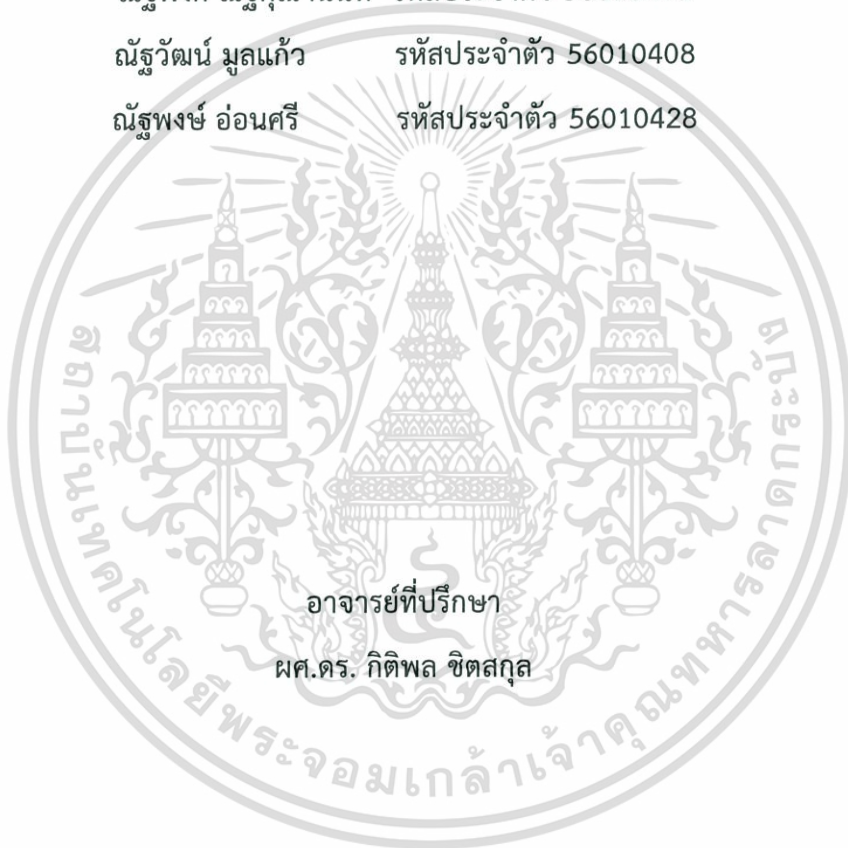 ณัฐวัฒน์ มูลแก้ว รหัสประจำตัว 56010408
ณัฐพงษ์ อ่อนศรี รหัสประจำตัว 56010428
อาจารย์ที่ปรึกษา
ผศ.ดร. กิติพล ชิตสกุล
สถาบันเทคโนโลยีพระจอมเกล้าเจ้าคุณทหารลาดกระบัง